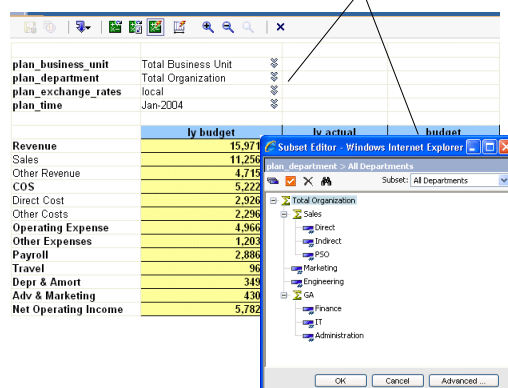 plan_business_unit Total Business Unit
plan_department Total Organization
plan_exchange_rates local
plan_time Jan-2004
ly budget ly actual budget
Revenue 15,971
Sales 11,256
Other Revenue 4,715
COS 5,222
Direct Cost 2,926
Other Costs 2,296
Operating Expense 4,966
Other Expenses 1,203
Payroll 2,886
Travel 96
Depr & Amort 349
Adv & Marketing 430
Net Operating Income 5,782
Subset Editor - Windows Internet Explorer
plan_department > All Departments
Subset: All Departments
Total Organization
Sales
Direct
Indirect
PSO
Marketing
Engineering
GA
Finance
IT
Administration
OK Cancel Advanced ...